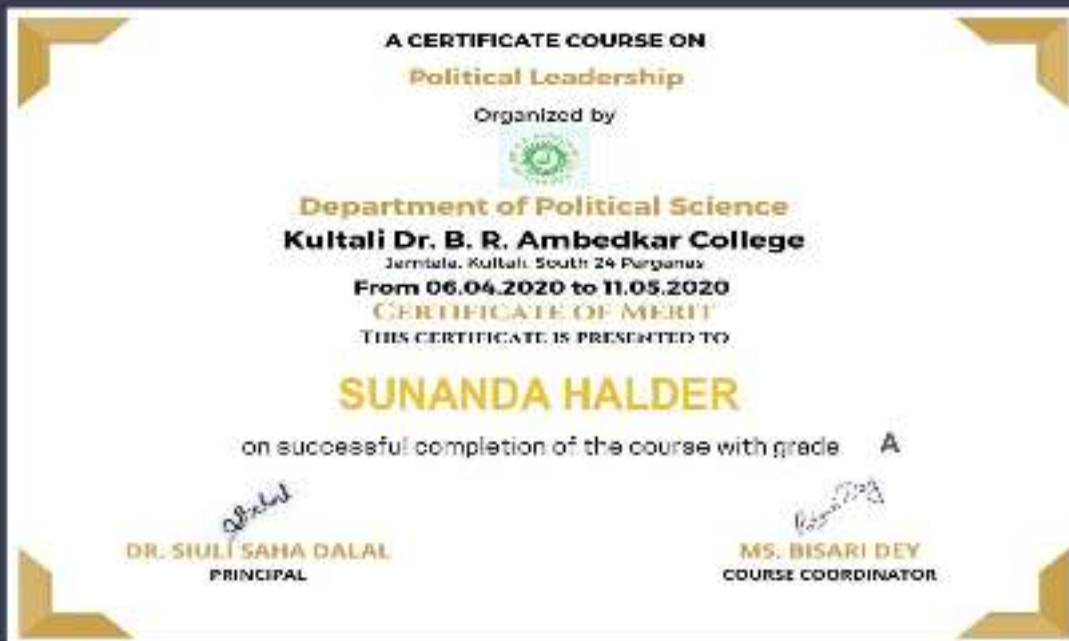 A CERTIFICATE COURSE ON
Political Leadership
Organized by
Department of Political Science
Kultali Dr. B. R. Ambedkar College
Jamtala, Kultali, South 24 Parganas
From 06.04.2020 to 11.05.2020
CERTIFICATE OF MERIT
THIS CERTIFICATE IS PRESENTED TO
SUNANDA HALDER
on successful completion of the course with grade A
DR. SIULI SAHA DALAL
PRINCIPAL
MS. BISARI DEY
COURSE COORDINATOR